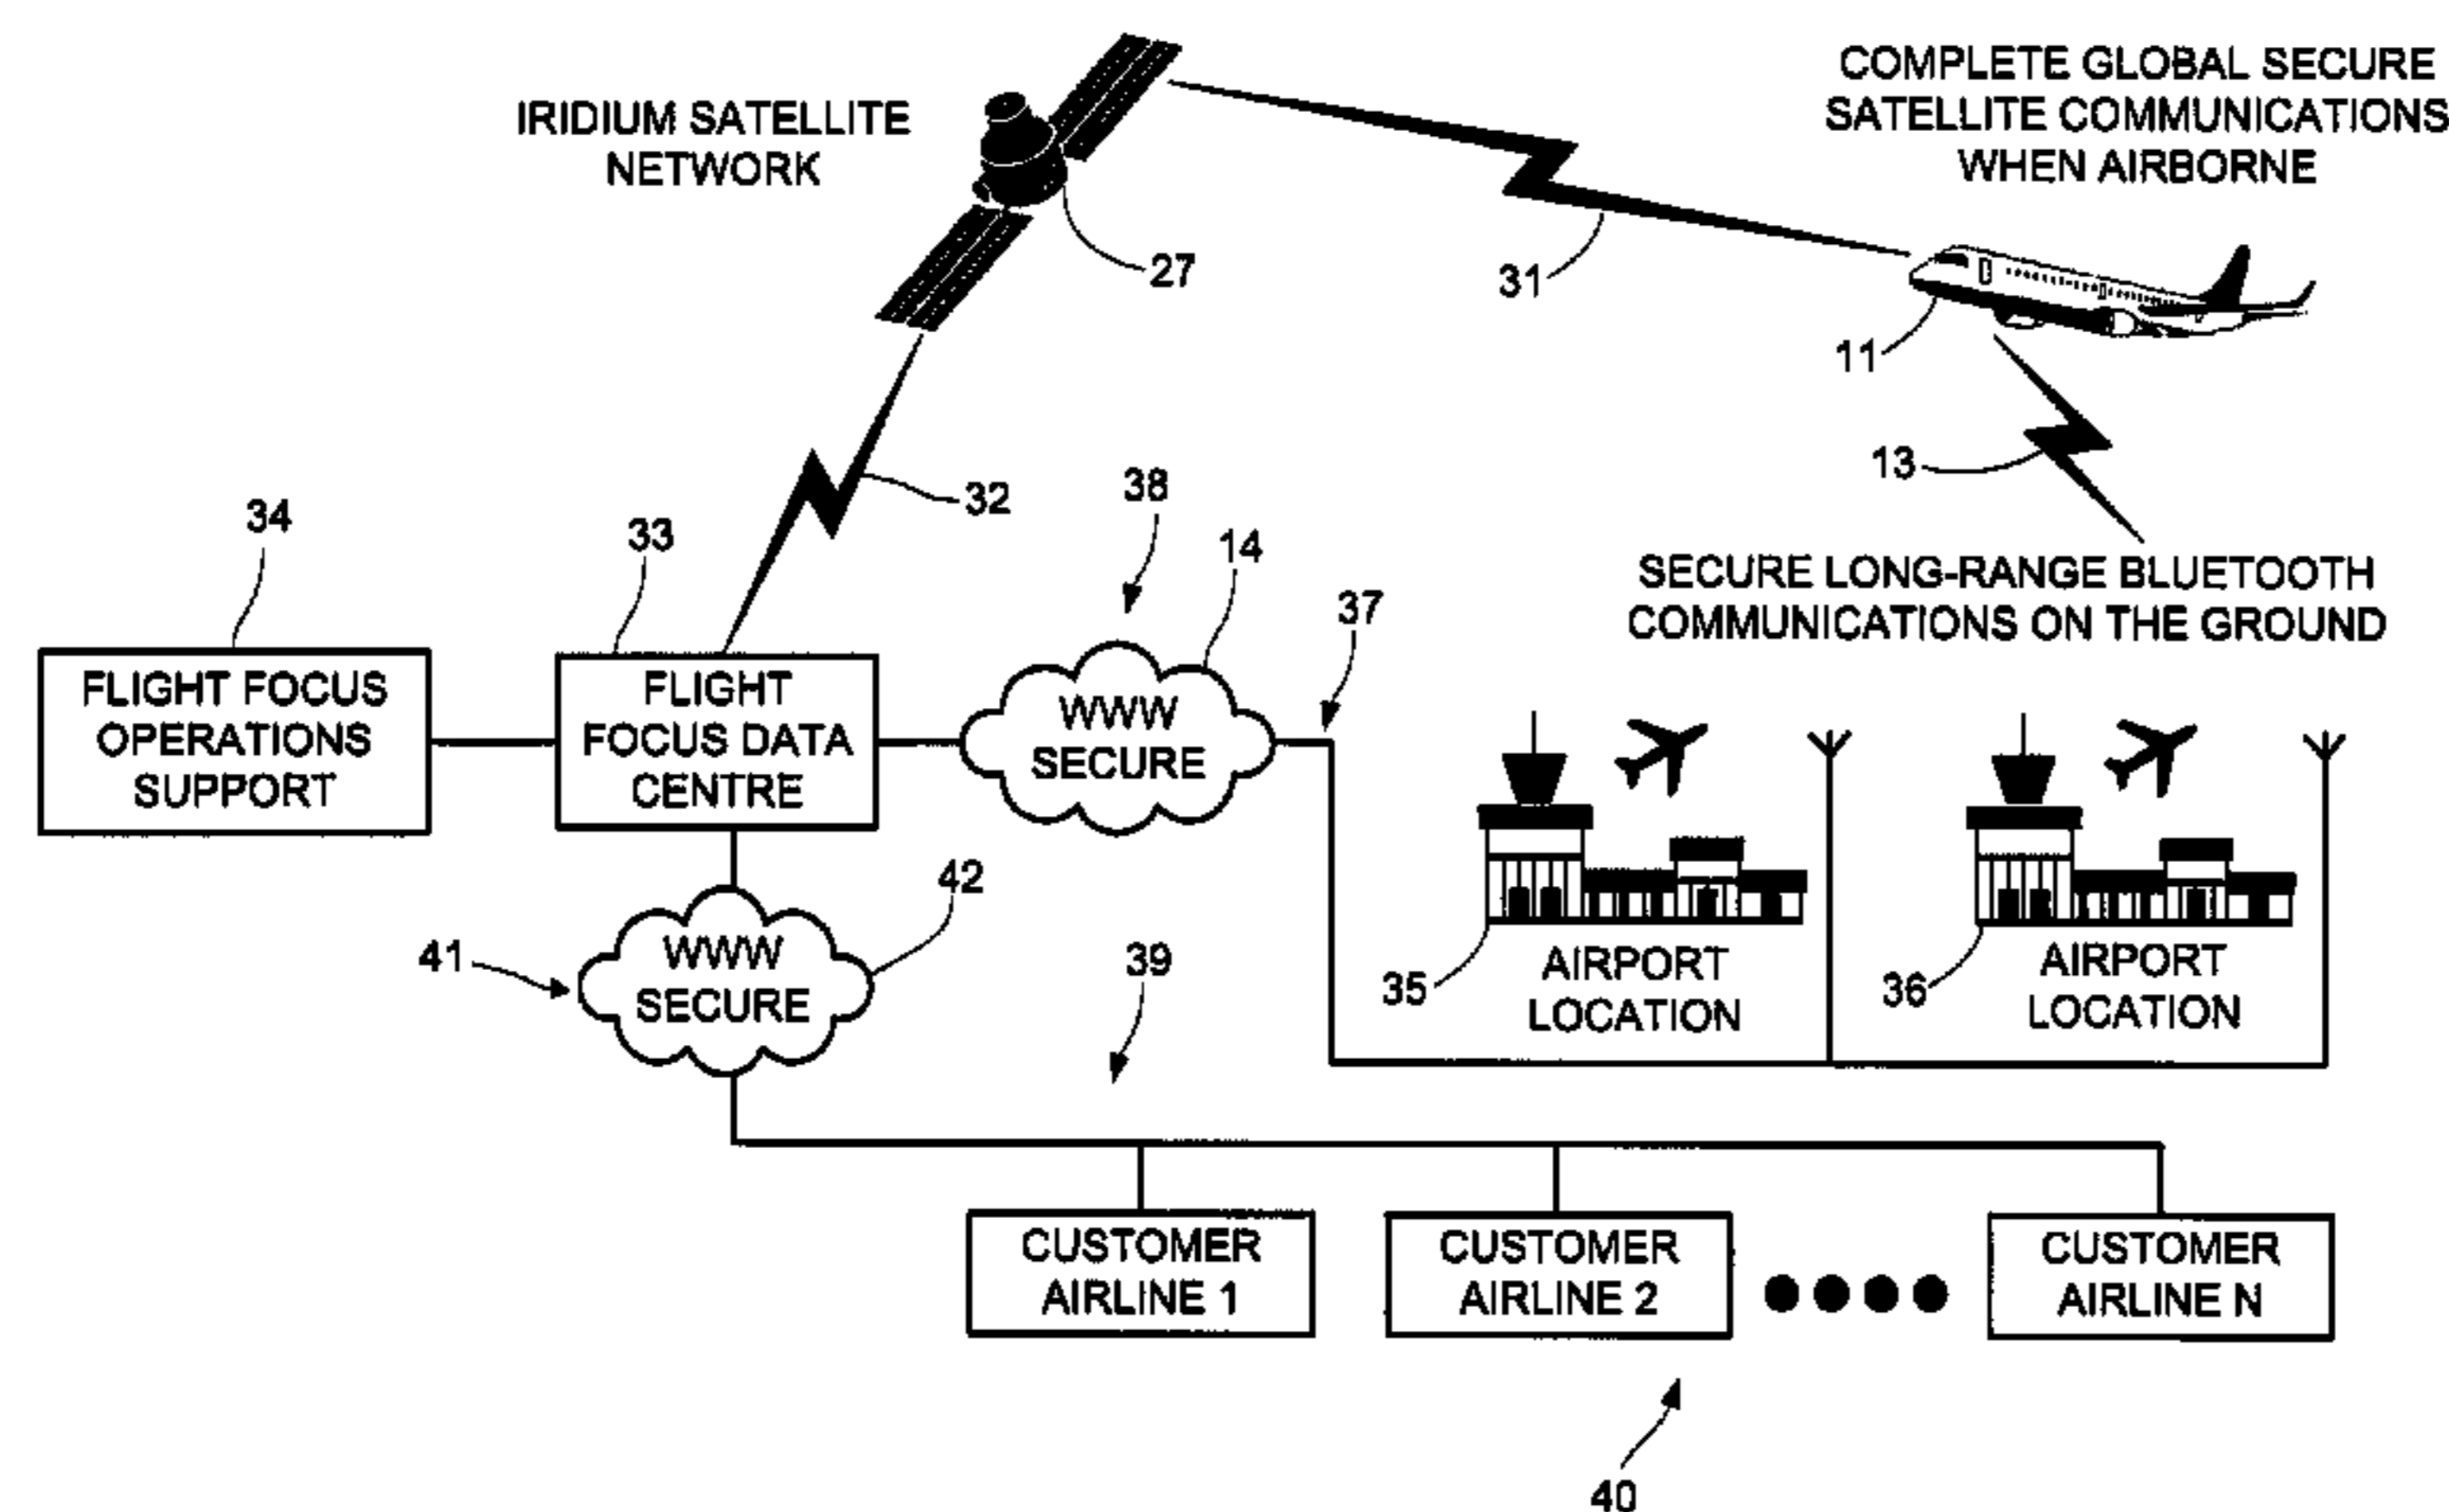 COMPLETE GLOBAL SECURE
SATELLITE COMMUNICATIONS
WHEN AIRBORNE
IRIDIUM SATELLITE
NETWORK
27
31
11
13
32
38
34
33
14
37
SECURE LONG-RANGE BLUETOOTH
COMMUNICATIONS ON THE GROUND
FLIGHT FOCUS
OPERATIONS
SUPPORT
FLIGHT
FOCUS DATA
CENTRE
WWW
SECURE
42
41
WWW
SECURE
39
35
AIRPORT
LOCATION
36
AIRPORT
LOCATION
CUSTOMER
AIRLINE 1
CUSTOMER
AIRLINE 2
CUSTOMER
AIRLINE N
40